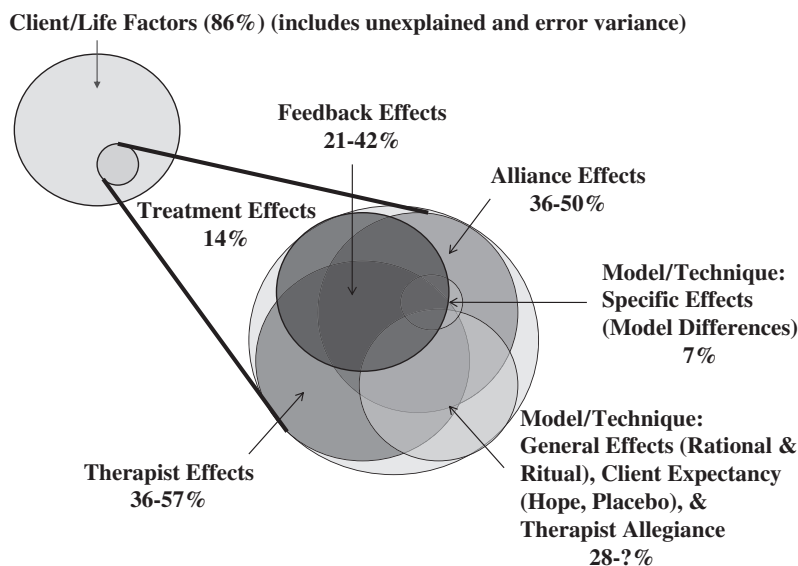 Client/Life Factors (86%) (includes unexplained and error variance)
Feedback Effects
21-42%
Alliance Effects
36-50%
Treatment Effects
14%
Model/Technique:
Specific Effects
(Model Differences)
7%
Model/Technique:
General Effects (Rational &
Ritual), Client Expectancy
(Hope, Placebo), &
Therapist Allegiance
28-?%
Therapist Effects
36-57%